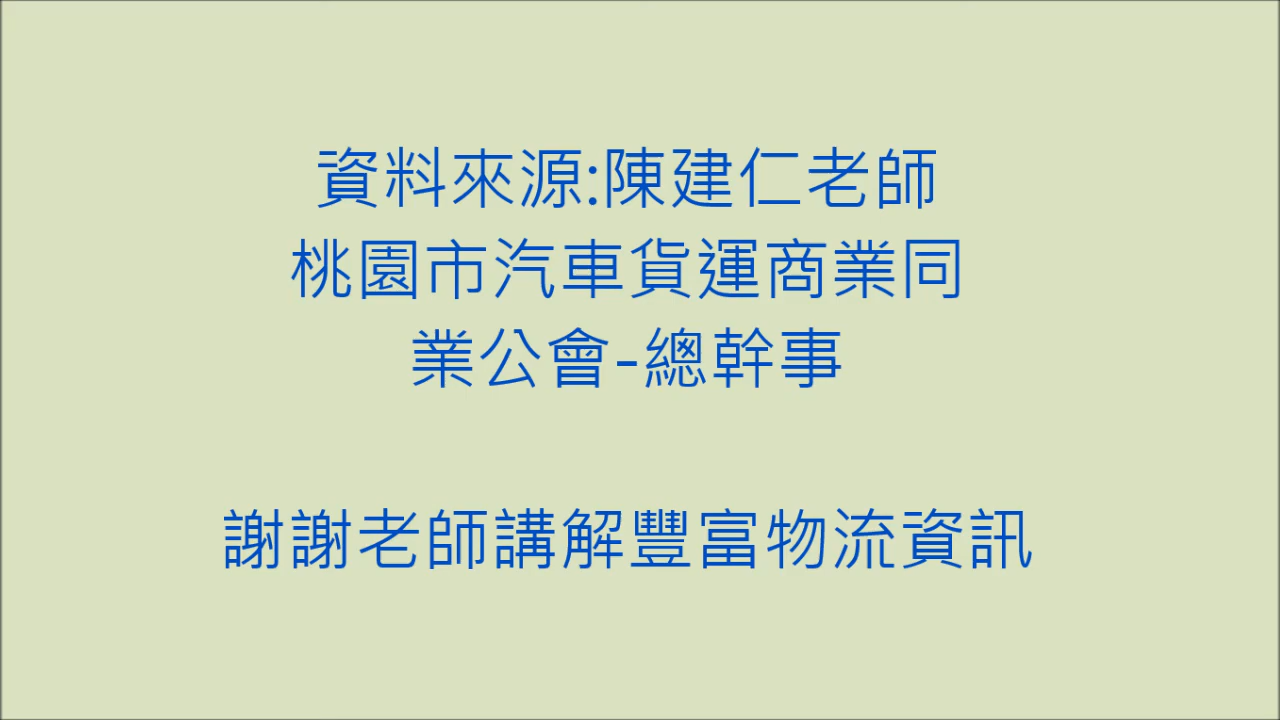 資料來源:陳建仁老師
桃園市汽車貨運商業同
業公會-總幹事
謝謝老師講解豐富物流資訊